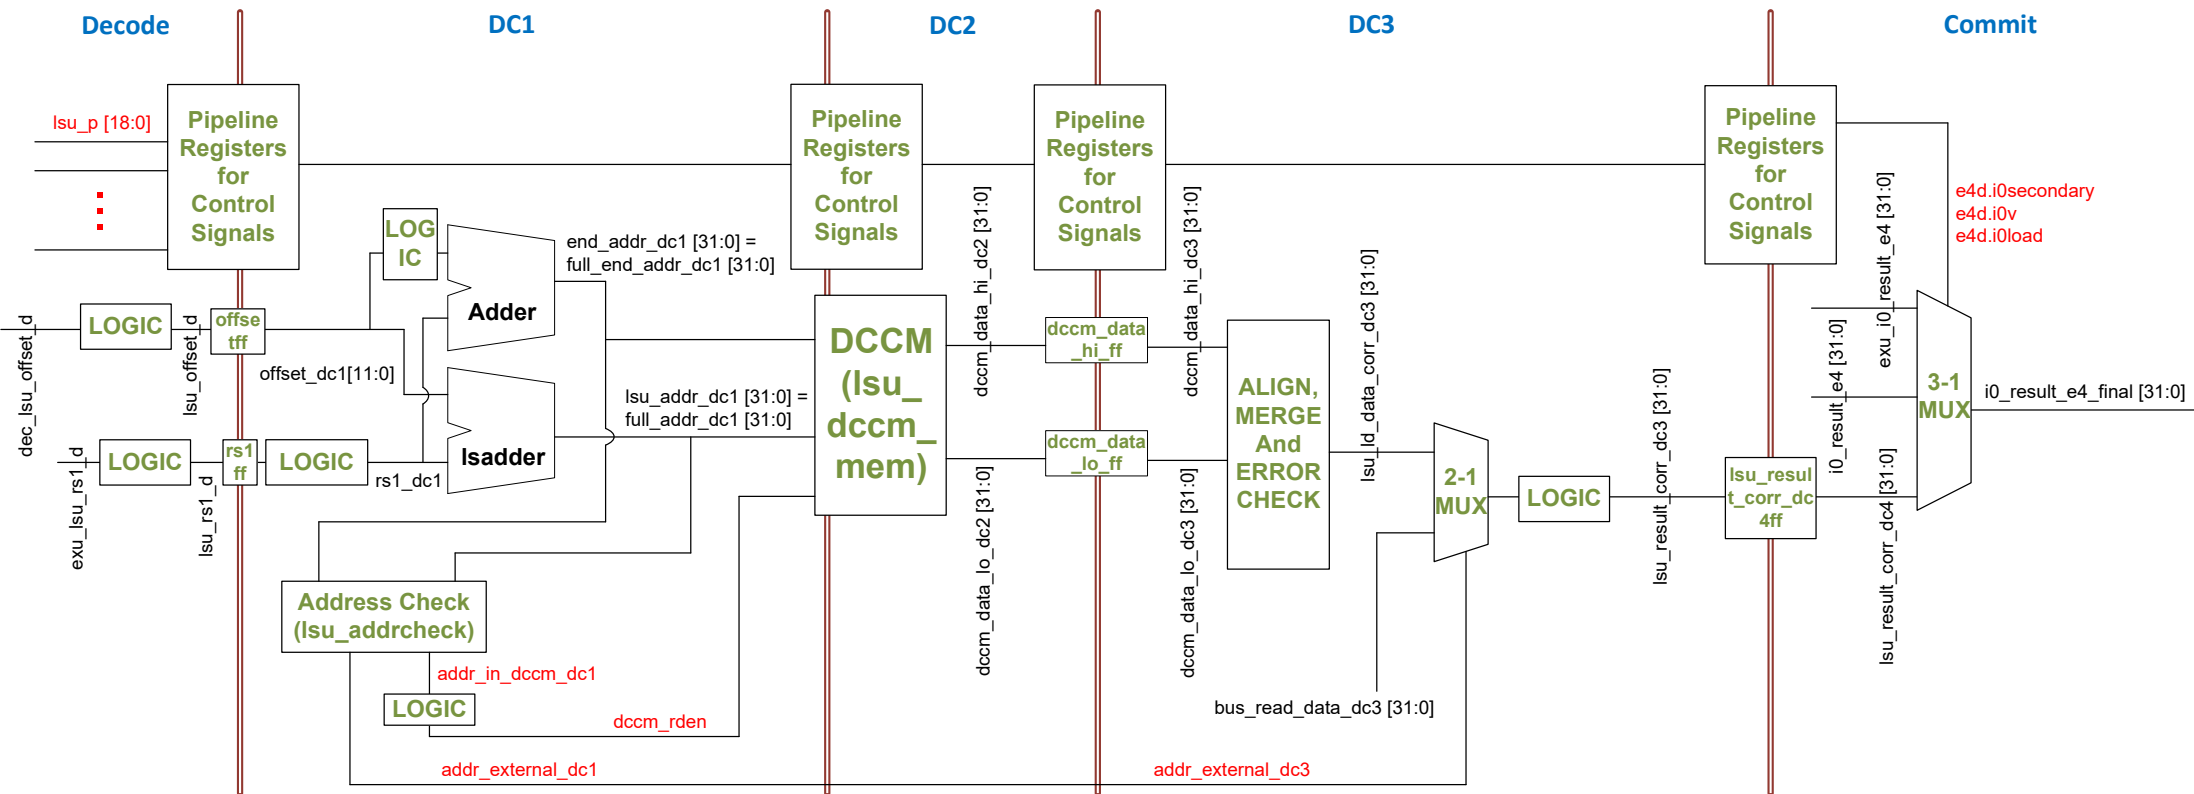 Decode
DC1
DC2
DC3
Commit
lsu_p [18:0]
Pipeline
Registers
for
Control
Signals
Pipeline
Registers
for
Control
Signals
Pipeline
Registers
for
Control
Signals
Pipeline
Registers
for
Control
Signals
e4d.i0secondary
e4d.i0v
e4d.i0load
dec_lsu_offset_d
LOGIC
lsu_offset_d
offse
tff
offset_dc1[11:0]
exu_lsu_rs1_d
LOGIC
lsu_rs1_d
rs1
ff
LOGIC
rs1_dc1
LOG
IC
Adder
lsadder
end_addr_dc1 [31:0] =
full_end_addr_dc1 [31:0]
lsu_addr_dc1 [31:0] =
full_addr_dc1 [31:0]
Address Check
(lsu_addrcheck)
addr_in_dccm_dc1
LOGIC
dccm_rden
addr_external_dc1
addr_external_dc3
DCCM
(lsu_
dccm_
mem)
dccm_data_hi_dc2 [31:0]
dccm_data_lo_dc2 [31:0]
dccm_data
_hi_ff
dccm_data
_lo_ff
dccm_data_hi_dc3 [31:0]
dccm_data_lo_dc3 [31:0]
ALIGN,
MERGE
And
ERROR
CHECK
lsu_ld_data_corr_dc3 [31:0]
bus_read_data_dc3 [31:0]
2-1
MUX
LOGIC
lsu_result_corr_dc3 [31:0]
lsu_resul
t_corr_dc
4ff
exu_i0_result_e4 [31:0]
i0_result_e4 [31:0]
lsu_result_corr_dc4 [31:0]
3-1
MUX
i0_result_e4_final [31:0]